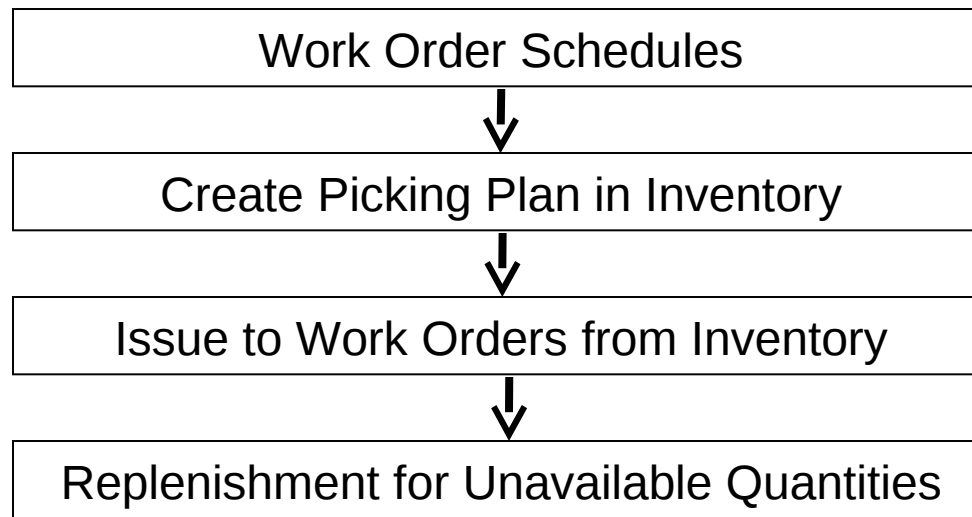 Work Order Schedules
Create Picking Plan in Inventory
Issue to Work Orders from Inventory
Replenishment for Unavailable Quantities